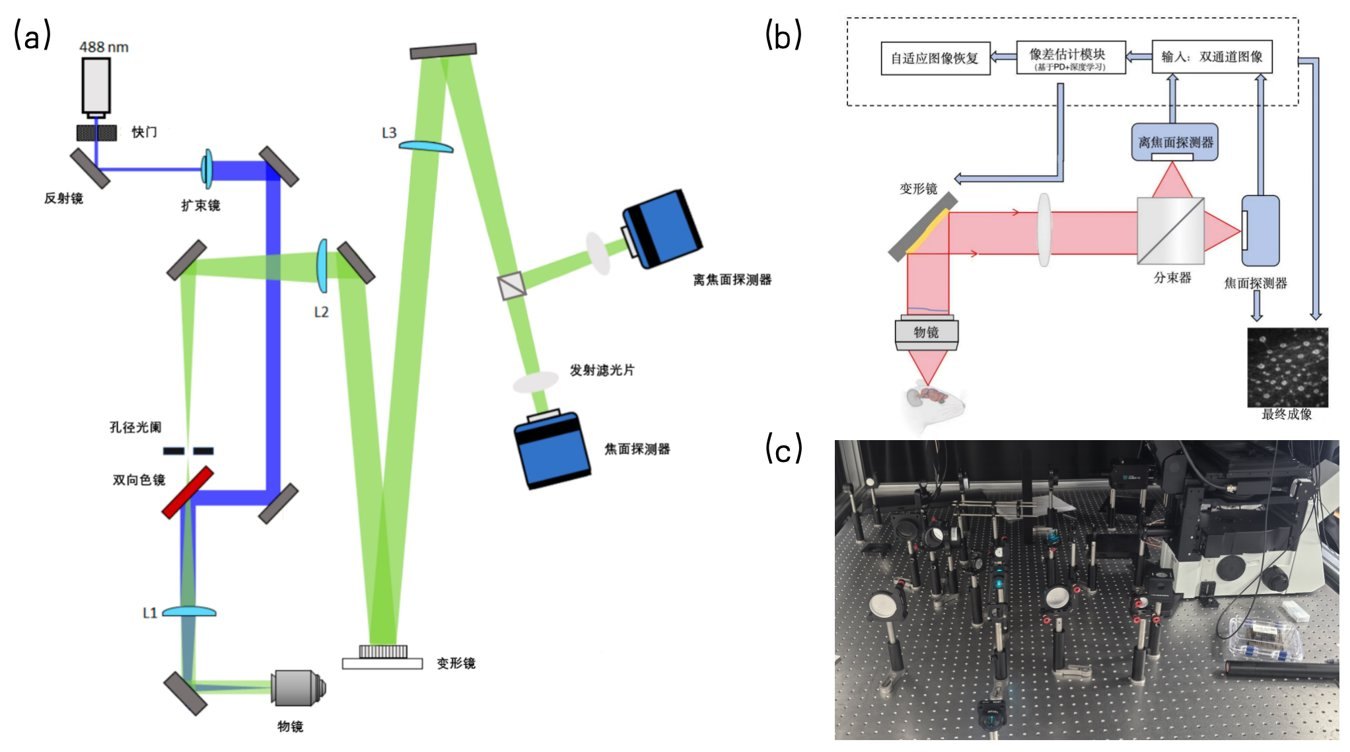 (a)
488 nm
快门
反射镜
扩束镜
L2
L3
孔径光阑
双向色镜
L1
物镜
变形镜
离焦面探测器
发射滤光片
焦面探测器
(b)
自适应图像恢复
像差估计模块
(基于PD+深度学习)
输入：双通道图像
离焦面探测器
变形镜
分束器
焦面探测器
物镜
最终成像
(c)